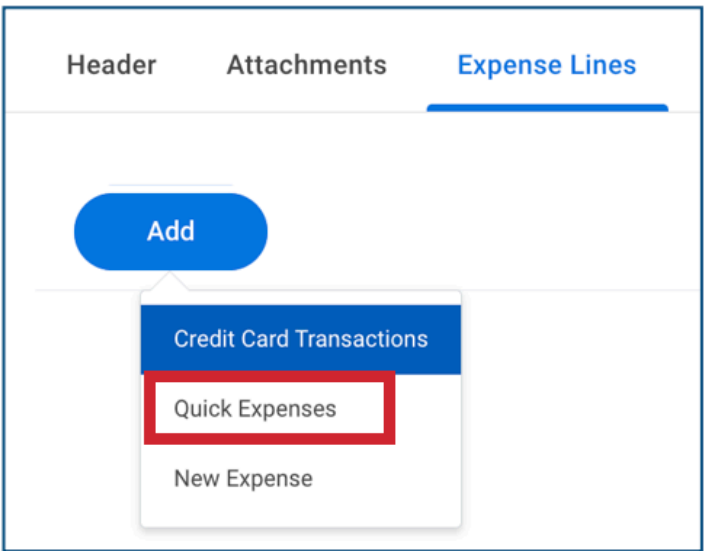 Header Attachments Expense Lines
Add
Credit Card Transactions
Quick Expenses
New Expense